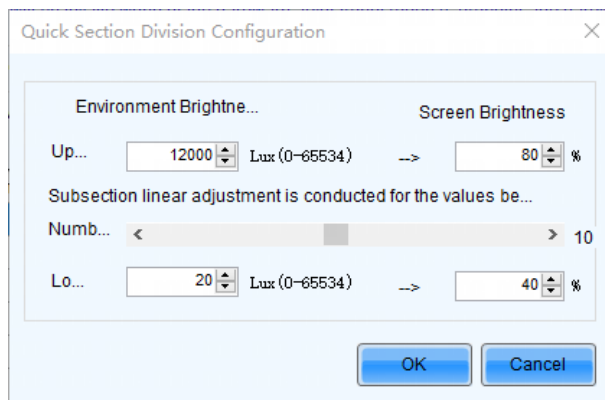 Quick Section Division Configuration
Environment Brightne... Screen Brightness
Up... 12000 Lux(0-65534) --> 80 %
Subsection linear adjustment is conducted for the values be...
Numb... < > 10
Lo... 20 Lux(0-65534) --> 40 %
OK Cancel